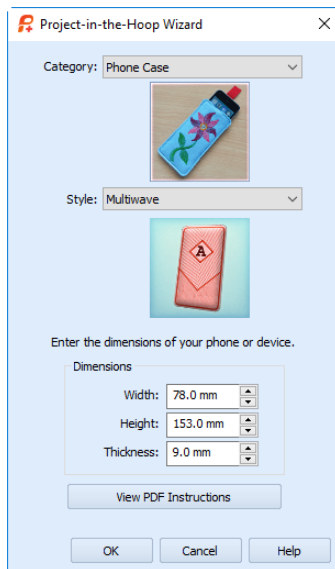 Project-in-the-Hoop Wizard
Category: Phone Case
Style: Multiwave
A
Enter the dimensions of your phone or device.
Dimensions
Width: 78.0 mm
Height: 153.0 mm
Thickness: 9.0 mm
View PDF Instructions
OK Cancel Help